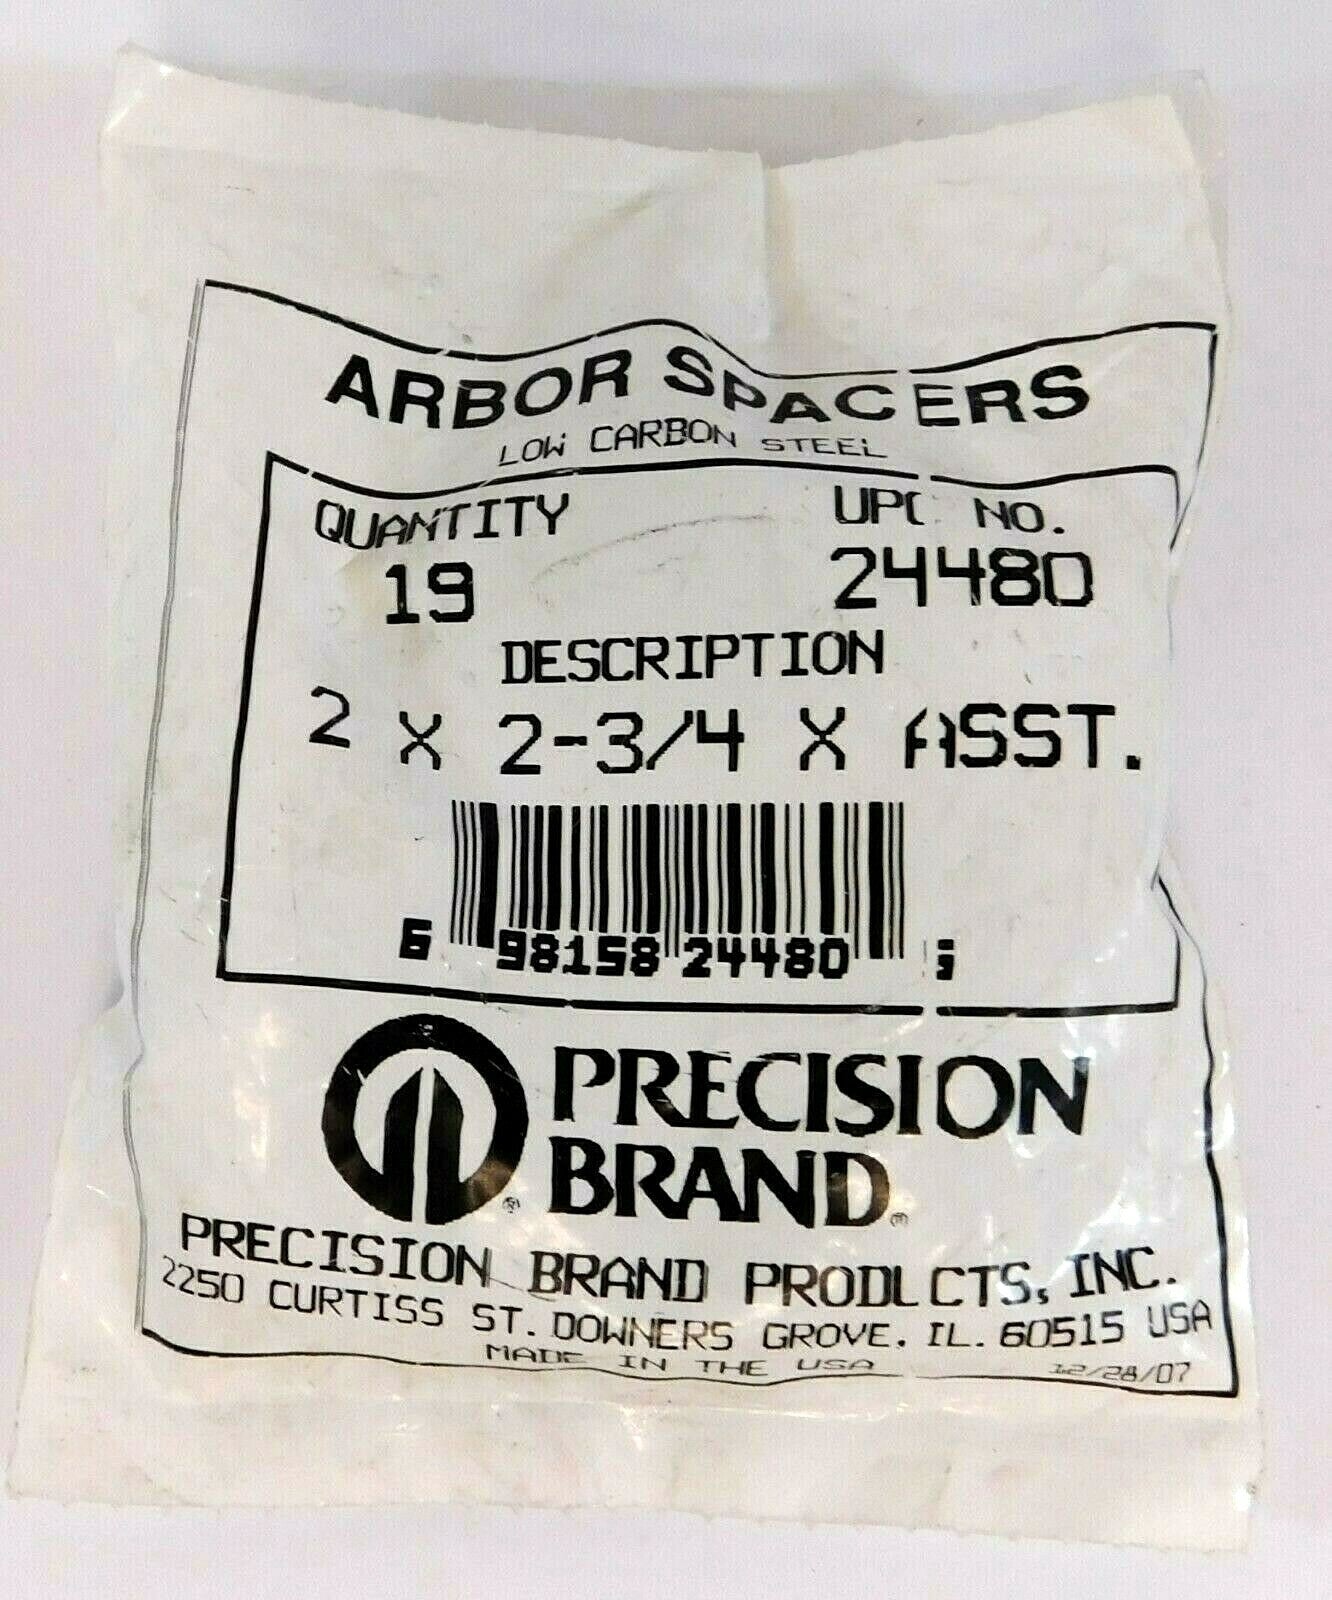 ARBOR SPACERS
LOW CARBON STEEL
QUANTITY UPC NO.
19 24480
DESCRIPTION
2 X 2-3/4 X ASST.
6 98158 24480
PRECISION
BRAND
PRECISION BRAND PRODUCTS, INC.
2250 CURTISS ST. DOWNERS GROVE, IL. 60515 USA
MADE IN THE USA 12/28/07